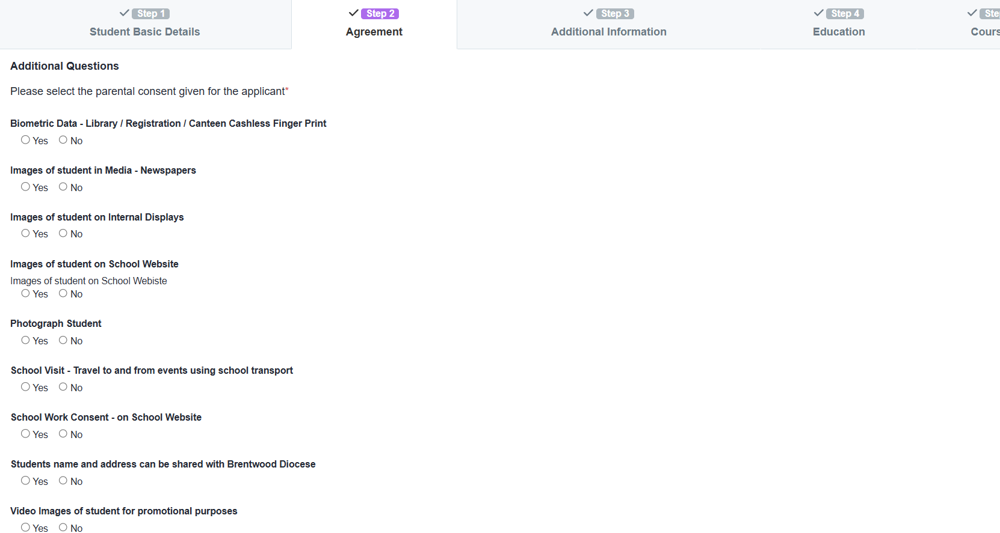 Step 1
Student Basic Details
Step 2
Agreement
Step 3
Additional Information
Step 4
Education
Additional Questions
Please select the parental consent given for the applicant*
Biometric Data - Library / Registration / Canteen Cashless Finger Print
Yes No
Images of student in Media - Newspapers
Yes No
Images of student on Internal Displays
Yes No
Images of student on School Website
Images of student on School Webiste
Yes No
Photograph Student
Yes No
School Visit - Travel to and from events using school transport
Yes No
School Work Consent - on School Website
Yes No
Students name and address can be shared with Brentwood Diocese
Yes No
Video Images of student for promotional purposes
Yes No